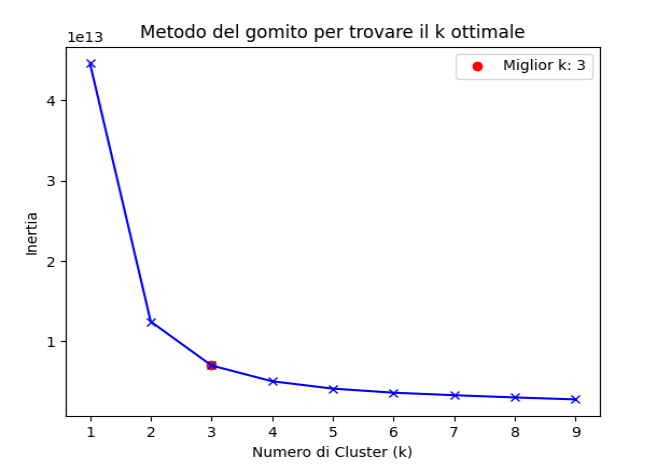 Metodo del gomito per trovare il k ottimale
1e13
Miglior k: 3
4
3
2
1
Inertia
1 2 3 4 5 6 7 8 9
Numero di Cluster (k)